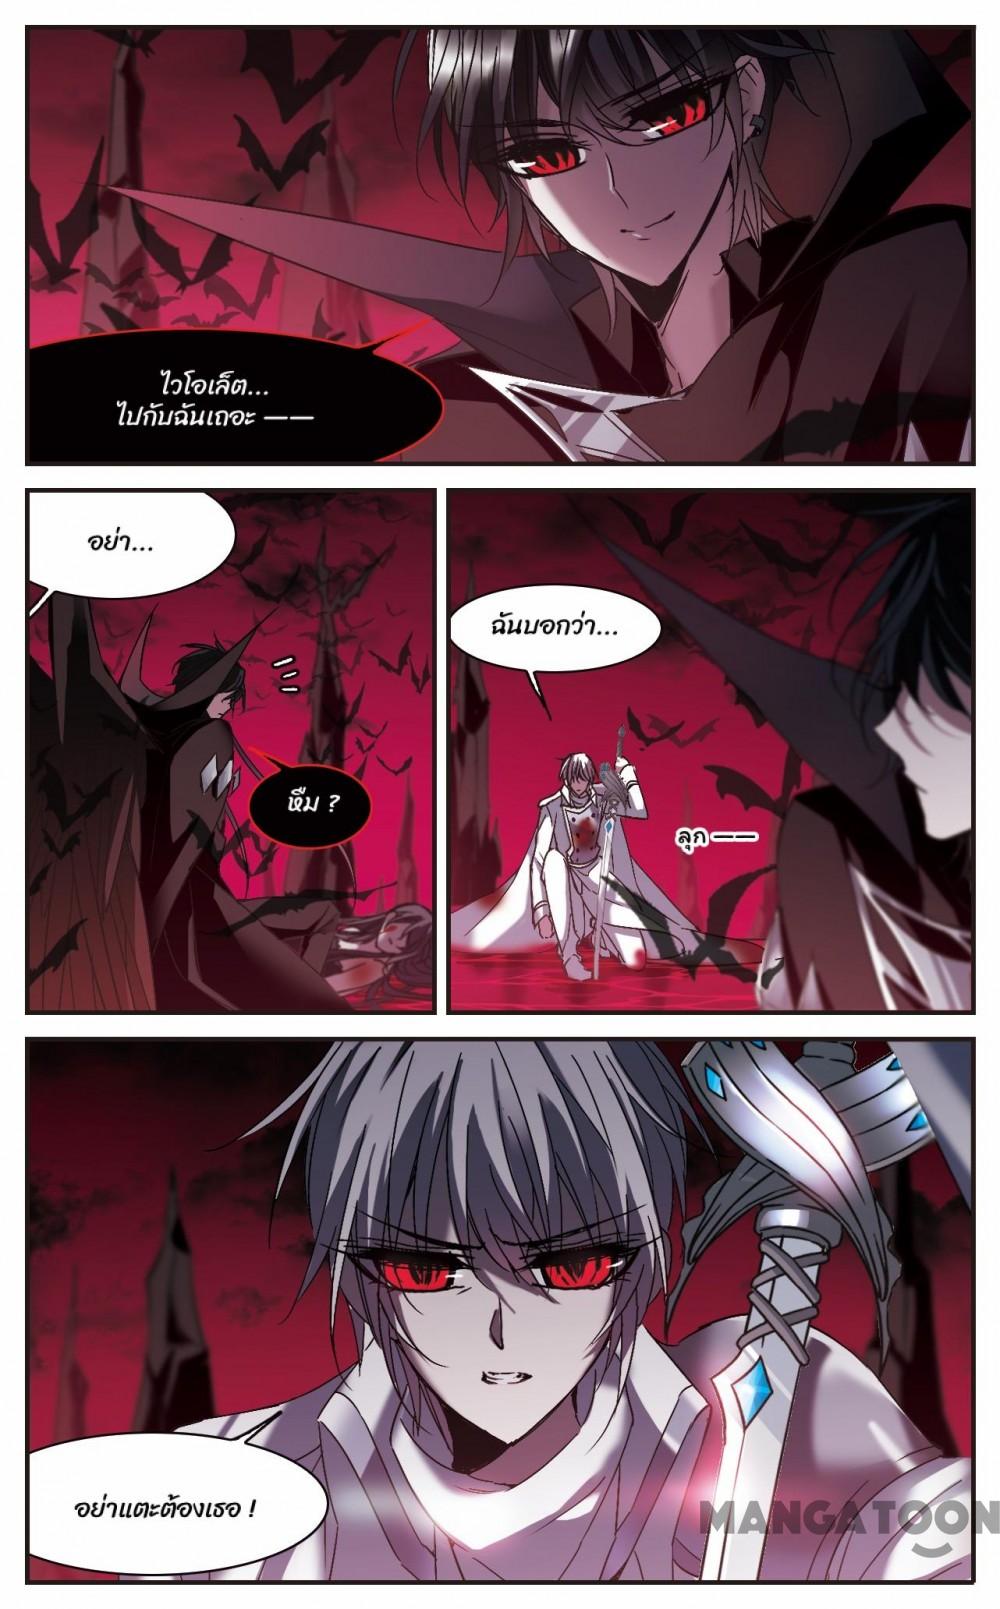 ไวโอเล็ต...
ไปกับฉันเถอะ ——
อย่า...
หืม ?
ฉันบอกว่า...
ลุก ——
อย่าแตะต้องเธอ !
MANGATOON